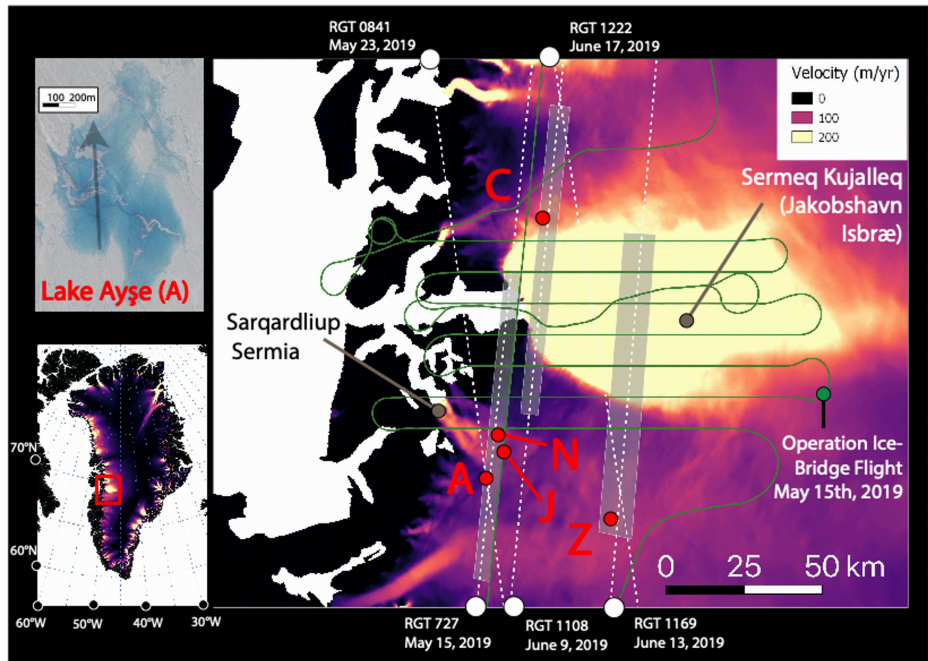 RGT 0841
May 23, 2019
RGT 1222
June 17, 2019
Velocity (m/yr)
0
100
200
100 200m
Lake Ayşe (A)
C
Sermeq Kujalleq
(Jakobshavn
Isbræ)
Sarqardliup
Sermia
N
J
A
Z
Operation Ice-
Bridge Flight
May 15th, 2019
70°N
60°N
60°W
50°W
40°W
30°W
0 25 50 km
RGT 727
May 15, 2019
RGT 1108
June 9, 2019
RGT 1169
June 13, 2019